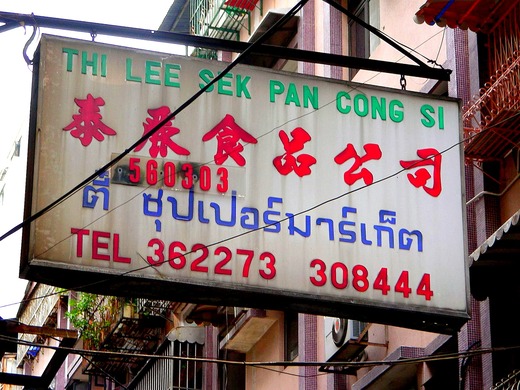 THI LEE SEK PAN CONG SI
泰 食品公司
560303
ตี ซุปเปอร์มาร์เก็ต
TEL 362273 308444